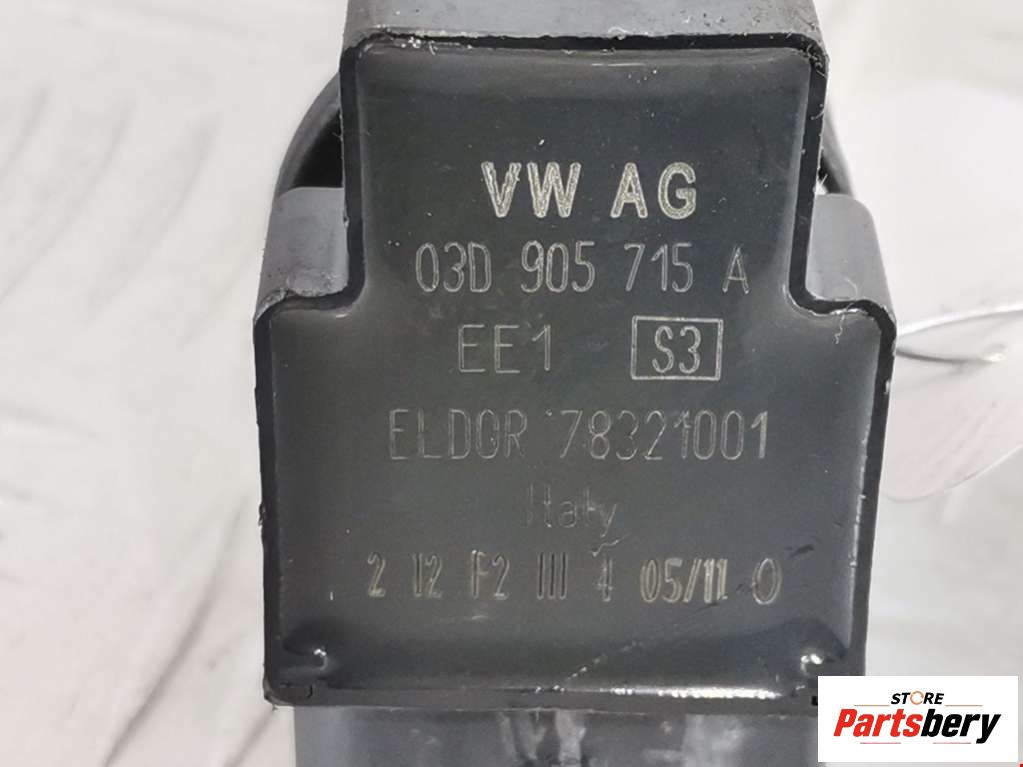 VW AG
03D 905 715 A
EE1 S3
ELDOR 78321001
Italy
2 12 F2 III 4 05/11 0
STORE
Partsbery